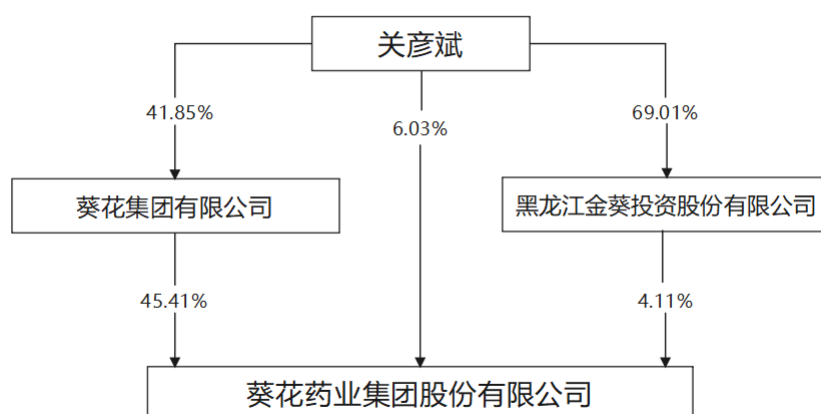 关彦斌
41.85%
6.03%
69.01%
葵花集团有限公司
黑龙江金葵投资股份有限公司
45.41%
4.11%
葵花药业集团股份有限公司